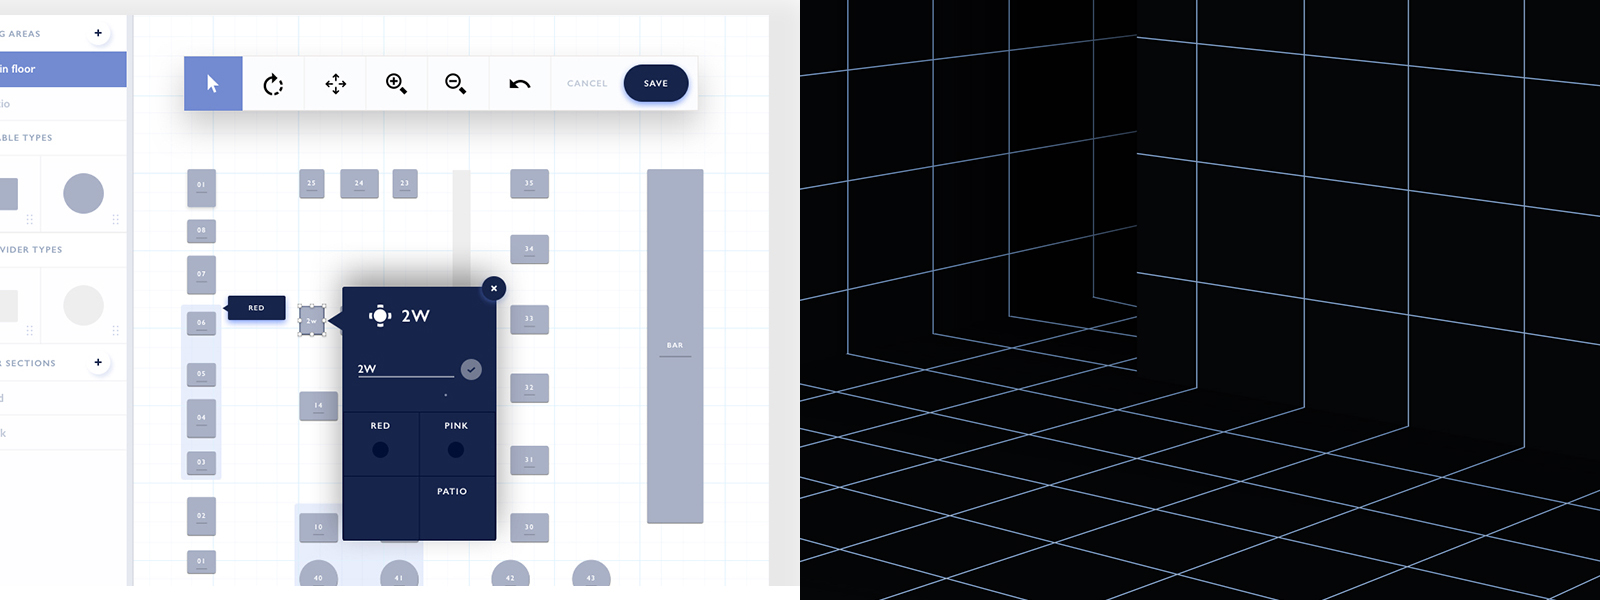 G AREAS
in floor
CANCEL
SAVE
io
ABLE TYPES
01
25
24
23
35
08
34
VIDER TYPES
07
RED
06
2w
2W
33
BAR
R SECTIONS
05
2W
32
d
14
04
RED
PINK
k
03
31
PATIO
02
10
30
01
40
41
42
43